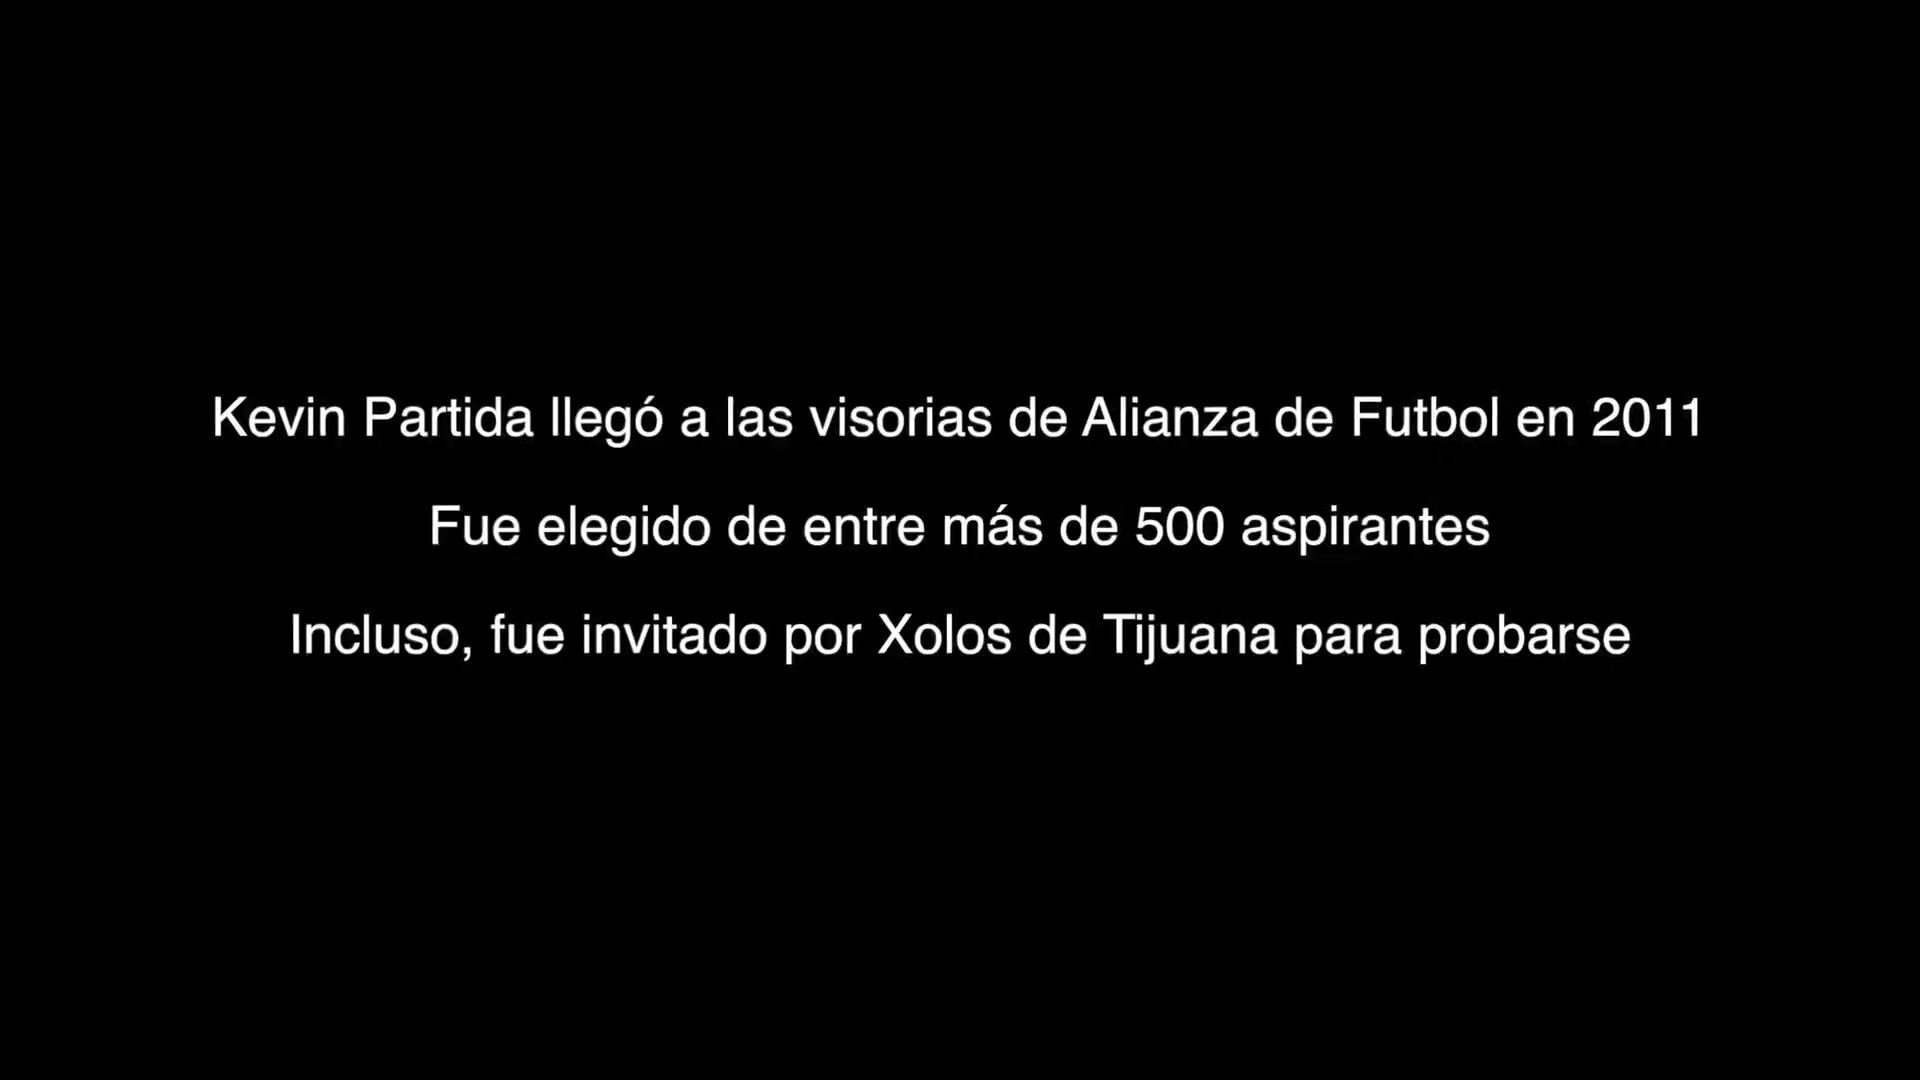 Kevin Partida llegó a las visorias de Alianza de Futbol en 2011
Fue elegido de entre más de 500 aspirantes
Incluso, fue invitado por Xolos de Tijuana para probarse